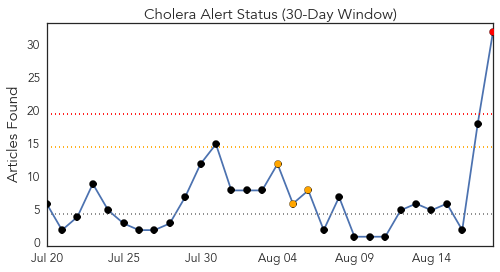 Cholera Alert Status (30-Day Window)
Articles Found
30
25
20
15
10
5
0
Jul 20 Jul 25 Jul 30 Aug 04 Aug 09 Aug 14